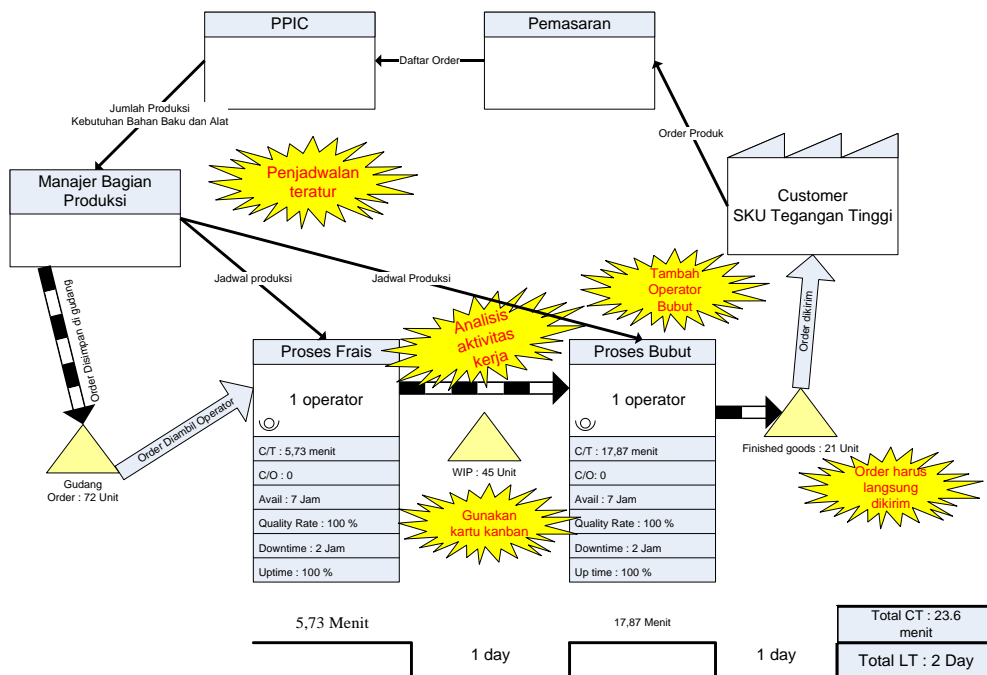 PPIC
Pemasaran
Daftar Order
Jumlah Produksi
Kebutuhan Bahan Baku dan Alat
Order Produk
Penjadwalan
teratur
Manajer Bagian
Produksi
Customer
SKU Tegangan Tinggi
Jadwal produksi
Jadwal Produksi
Tambah
Operator
Bubut
Order Disimpan di gudang
Analisis
aktivitas
kerja
Order dikirim
Proses Frais
1 operator
C/T : 5,73 menit
C/O : 0
Avail : 7 Jam
Quality Rate : 100 %
Downtime : 2 Jam
Uptime : 100 %
Proses Bubut
1 operator
C/T : 17,87 menit
C/O: 0
Avail : 7 Jam
Quality Rate : 100 %
Downtime : 2 Jam
Up time : 100 %
Order Diambil Operator
Gudang
Order : 72 Unit
WIP : 45 Unit
Finished goods : 21 Unit
Gunakan
kartu kanban
Order harus
langsung
dikirim
5,73 Menit
1 day
17,87 Menit
1 day
Total CT : 23.6
menit
Total LT : 2 Day